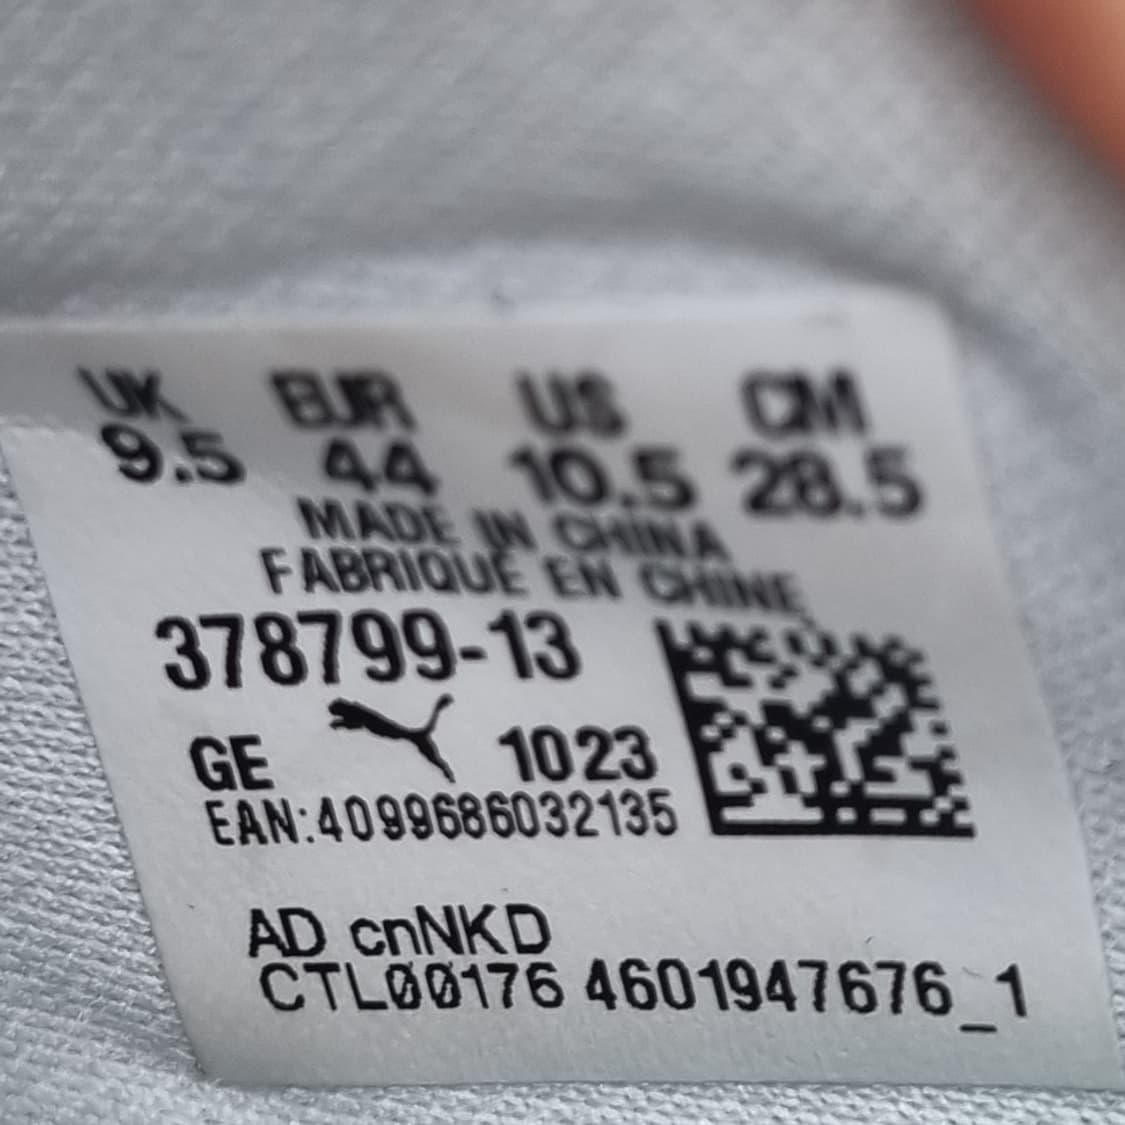 UK EUR US CM
9.5 44 10.5 28.5
MADE IN CHINA
FABRIQUÉ EN CHINE
378799-13
GE 1023
EAN:4099686032135
AD cnNKD
CTL00176 4601947676_1